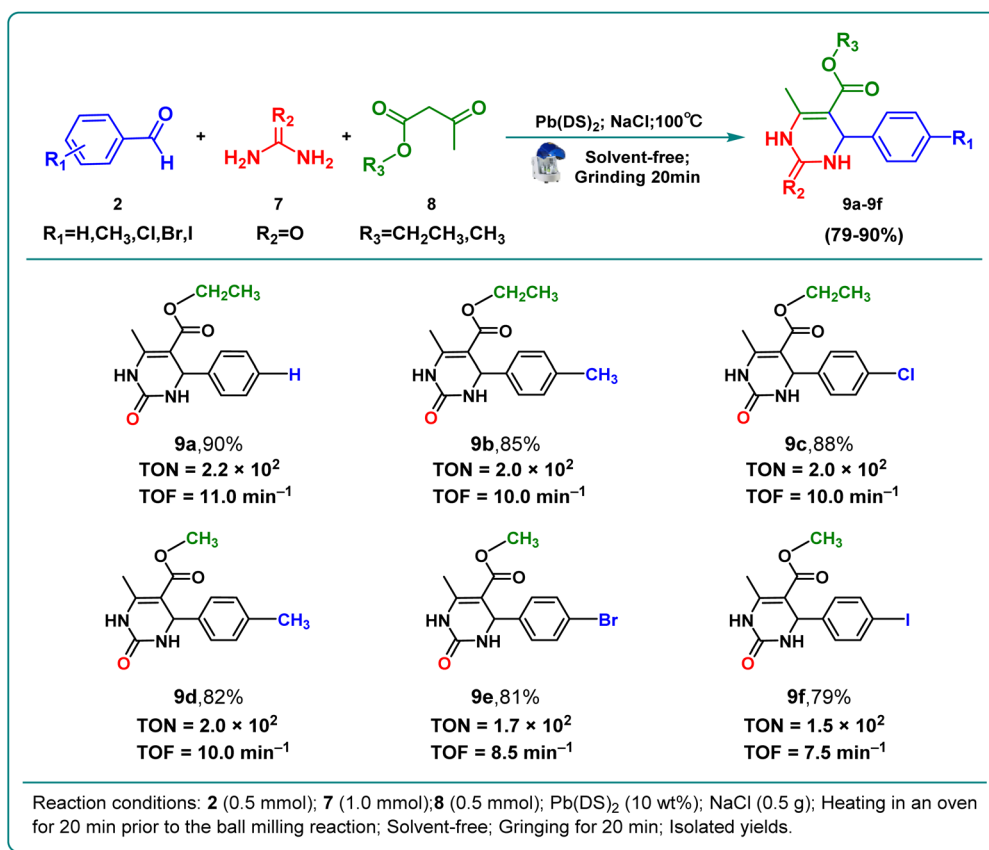 R₃
O
O
R₁
O
H
+
R₂
H₂N
NH₂
+
O
O
O
R₃
Pb(DS)₂; NaCl;100°C
Solvent-free;
Grinding 20min
O
HN
NH
R₂
R₁
2
7
8
9a-9f
R₁=H,CH₃,Cl,Br,I
R₂=O
R₃=CH₂CH₃,CH₃
(79-90%)
CH₂CH₃
O
O
HN
NH
O
H
CH₂CH₃
O
O
HN
NH
O
CH₃
CH₂CH₃
O
O
HN
NH
O
Cl
9a,90%
TON = 2.2 × 10²
TOF = 11.0 min⁻¹
9b,85%
TON = 2.0 × 10²
TOF = 10.0 min⁻¹
9c,88%
TON = 2.0 × 10²
TOF = 10.0 min⁻¹
CH₃
O
O
HN
NH
O
CH₃
CH₃
O
O
HN
NH
O
Br
CH₃
O
O
HN
NH
O
I
9d,82%
TON = 2.0 × 10²
TOF = 10.0 min⁻¹
9e,81%
TON = 1.7 × 10²
TOF = 8.5 min⁻¹
9f,79%
TON = 1.5 × 10²
TOF = 7.5 min⁻¹
Reaction conditions: 2 (0.5 mmol); 7 (1.0 mmol);8 (0.5 mmol); Pb(DS)₂ (10 wt%); NaCl (0.5 g); Heating in an oven
for 20 min prior to the ball milling reaction; Solvent-free; Gringing for 20 min; Isolated yields.